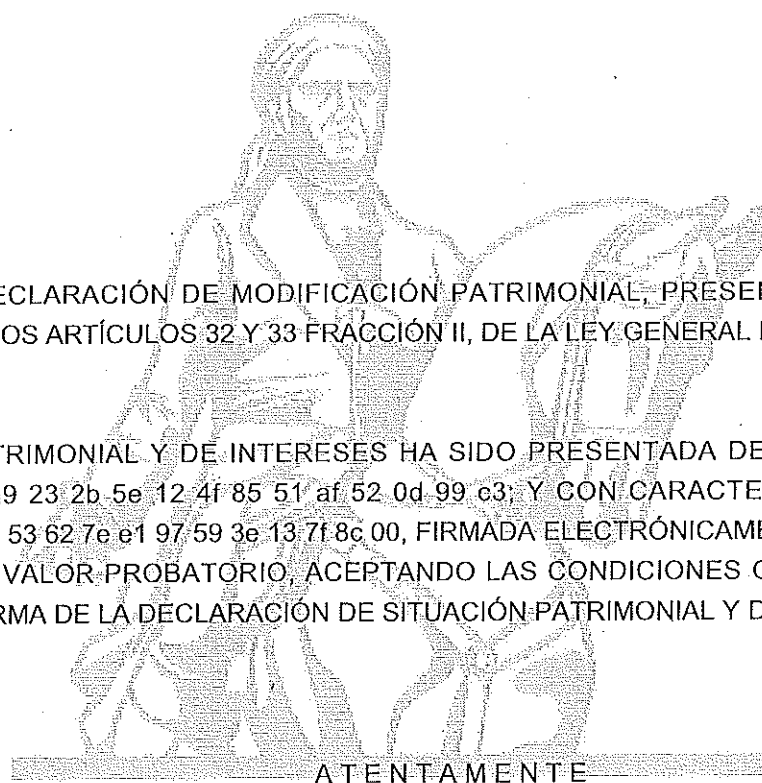 ECLARACIÓN DE MODIFICACIÓN PATRIMONIAL, PRESE
OS ARTÍCULOS 32 Y 33 FRACCIÓN II, DE LA LEY GENERAL
TRIMONIAL Y DE INTERESES HA SIDO PRESENTADA DE
9 23 2b 5e 12 4f 85 51 af 52 0d 99 c3; Y CON CARACTE
53 62 7e e1 97 59 3e 13 7f 8c 00, FIRMADA ELECTRÓNICAME
VALOR PROBATORIO, ACEPTANDO LAS CONDICIONES
RMA DE LA DECLARACIÓN DE SITUACIÓN PATRIMONIAL Y D
ATENTAMENTE